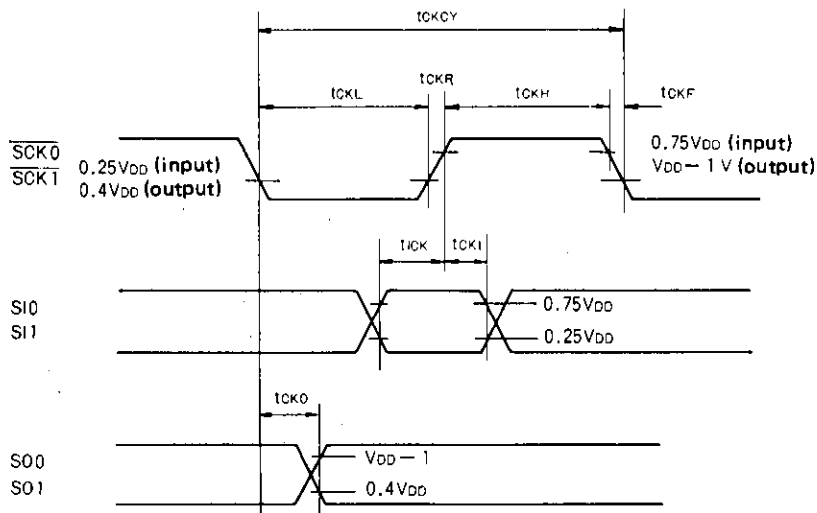 tCKCY
tCKR
tCKL
tCKH
tCKF
SCK0
SCK1
0.25VDD (input)
0.4VDD (output)
0.75VDD (input)
VDD−1V (output)
tICK
tCKI
SI0
SI1
0.75VDD
0.25VDD
tCKO
SO0
SO1
VDD−1
0.4VDD